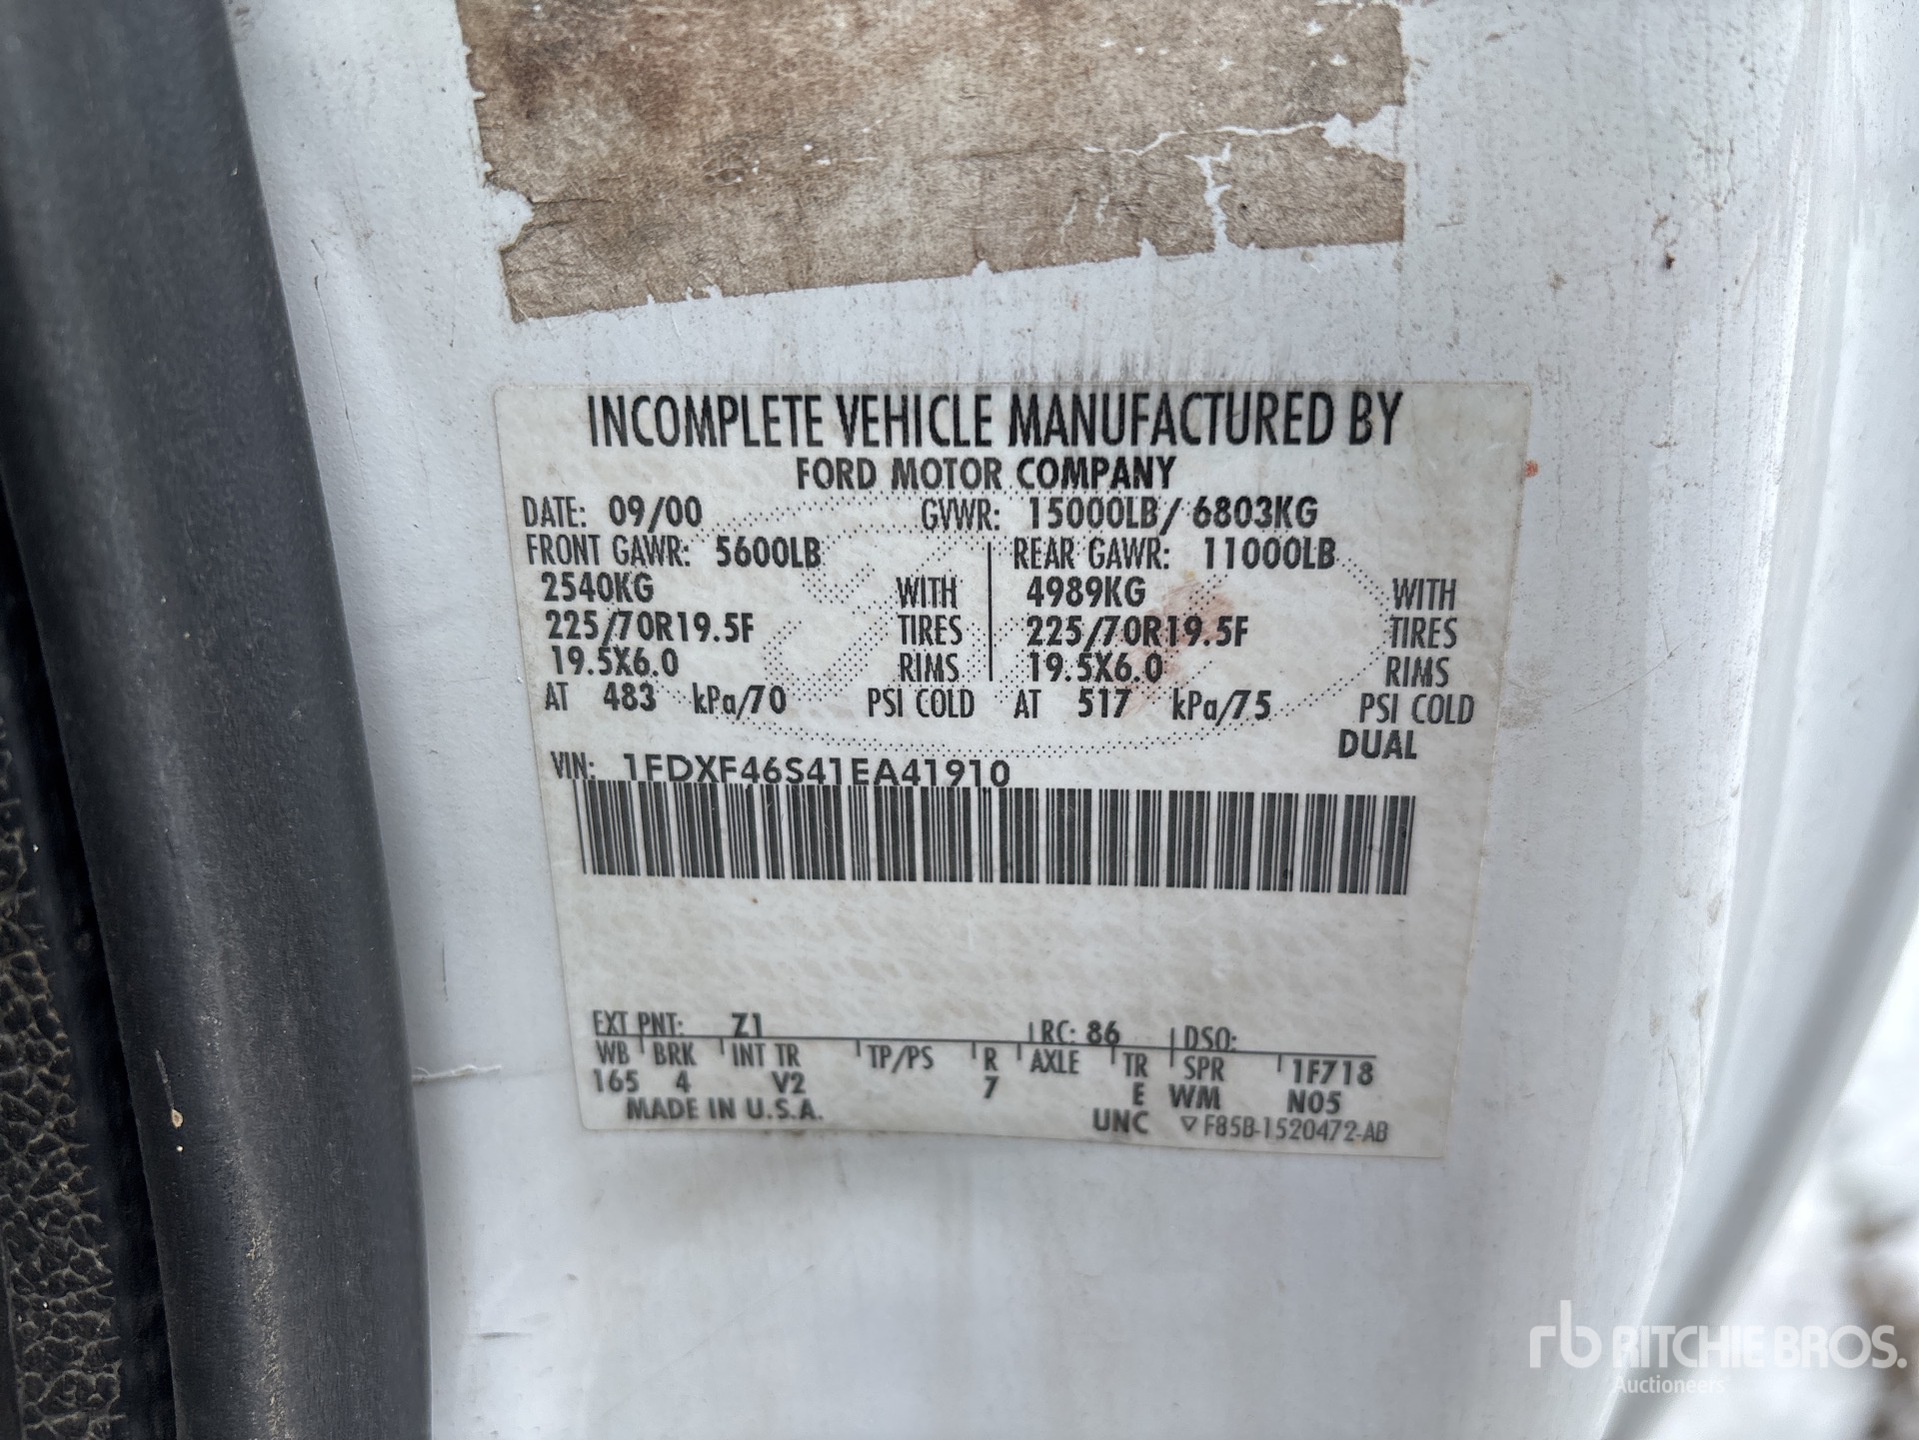 INCOMPLETE VEHICLE MANUFACTURED BY
FORD MOTOR COMPANY
DATE: 09/00 GVWR: 15000LB/ 6803KG
FRONT GAWR: 5600LB REAR GAWR: 11000LB
2540KG WITH 4989KG WITH
225/70R19.5F TIRES 225/70R19.5F TIRES
19.5X6.0 RIMS 19.5X6.0 RIMS
AT 483 kPa/70 PSI COLD AT 517 kPa/75 PSI COLD
DUAL
VIN: 1FDXF46S41EA41910
EXT PNT: Z1 RC: 86 DSO:
WB BRK INT TR TP/PS R AXLE TR SPR 1F718
165 4 V2 7 E WM N05
MADE IN U.S.A. UNC ▽F85B-1520472-AB
rb RITCHIE BROS.
Auctioneers